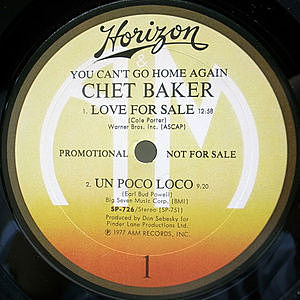 Horizon
YOU CAN'T GO HOME AGAIN
CHET BAKER
1. LOVE FOR SALE 12:58
(Cole Porter)
Warner Bros. Inc. (ASCAP)
PROMOTIONAL NOT FOR SALE
2. UN POCO LOCO 9:20
(Earl Bud Powell)
Big Seven Music Corp. (BMI)
SP-726/Stereo (SP-751)
Produced by Don Sebesky for
Pinder Lane Productions Ltd.
℗ 1977 A&M RECORDS, INC.
1